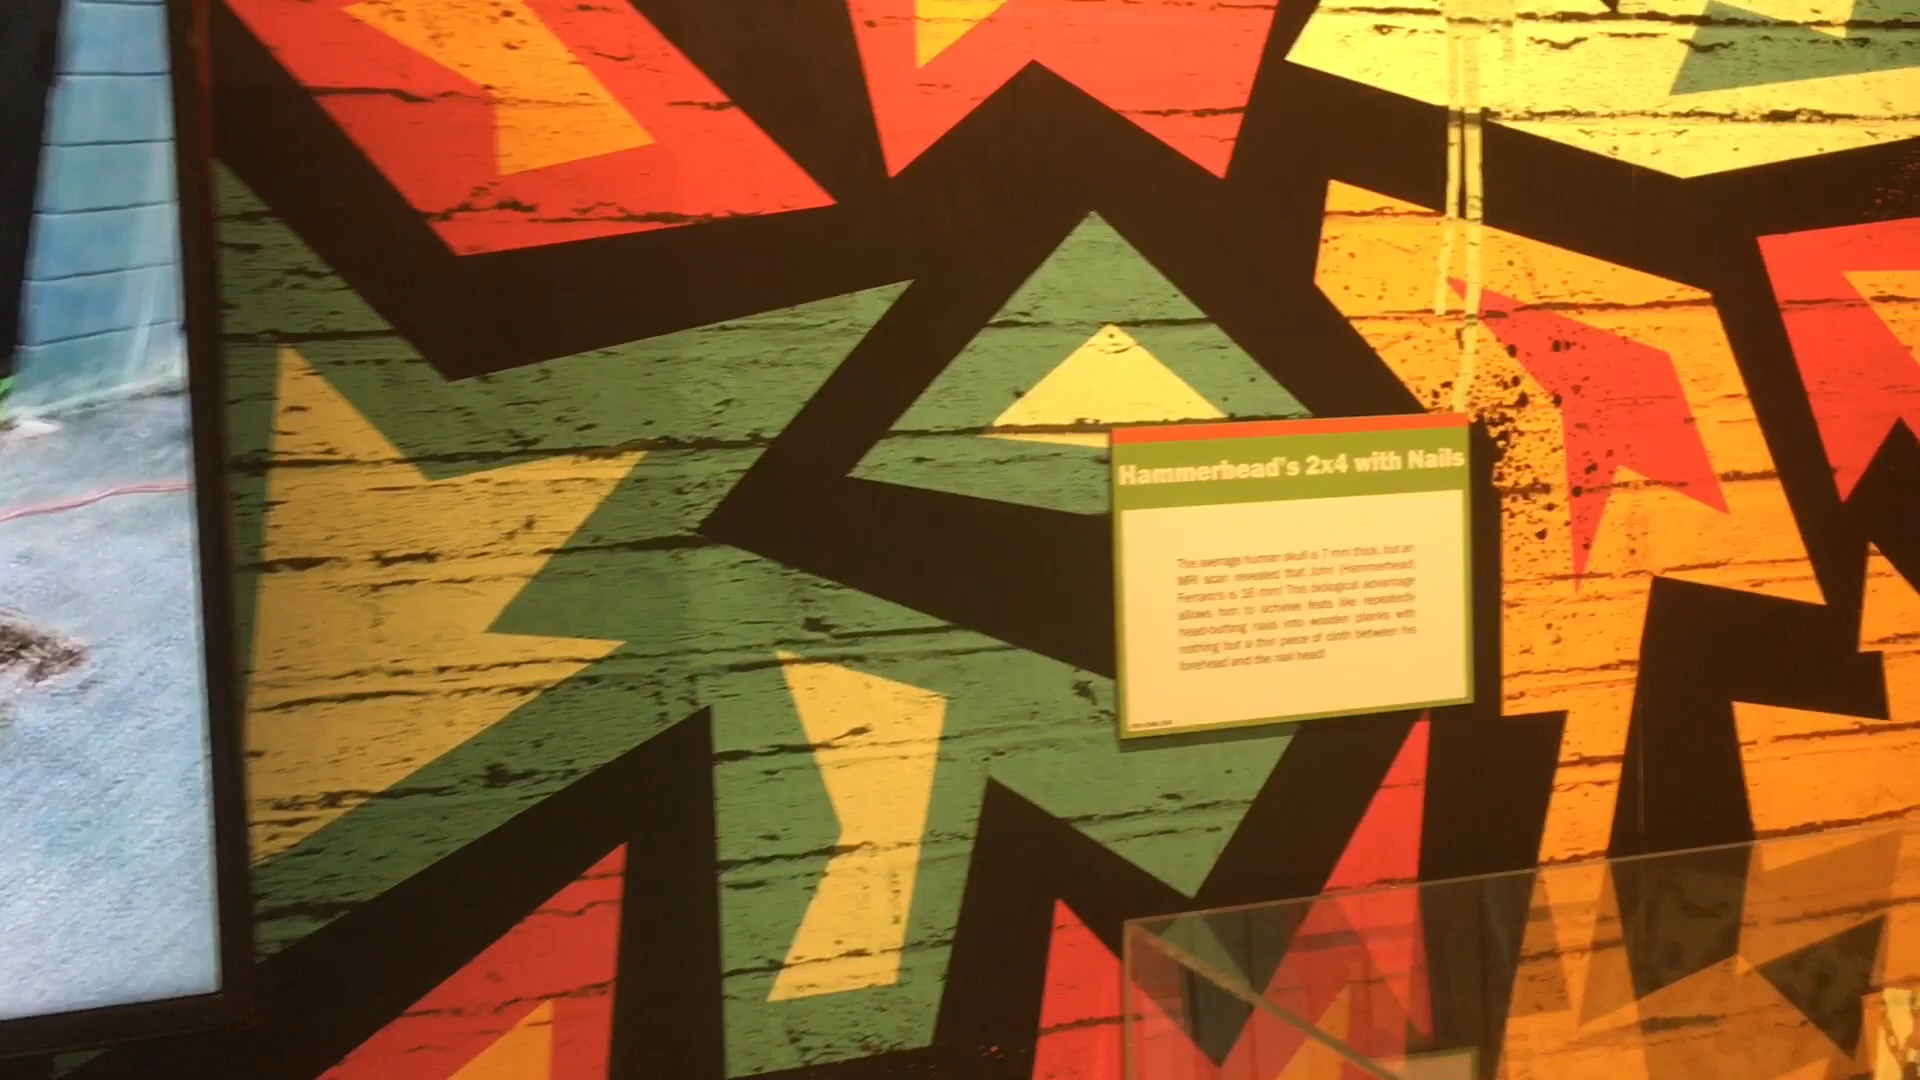 Hammerhead's 2x4 with Nails
The average human skull is 7 mm thick, but an
MRI scan revealed that John (Hammerhead)
Ferraro's is 16 mm! This biological advantage
allows him to achieve feats like repeatedly
head-butting nails into wooden planks with
nothing but a thin piece of cloth between his
forehead and the nail head!